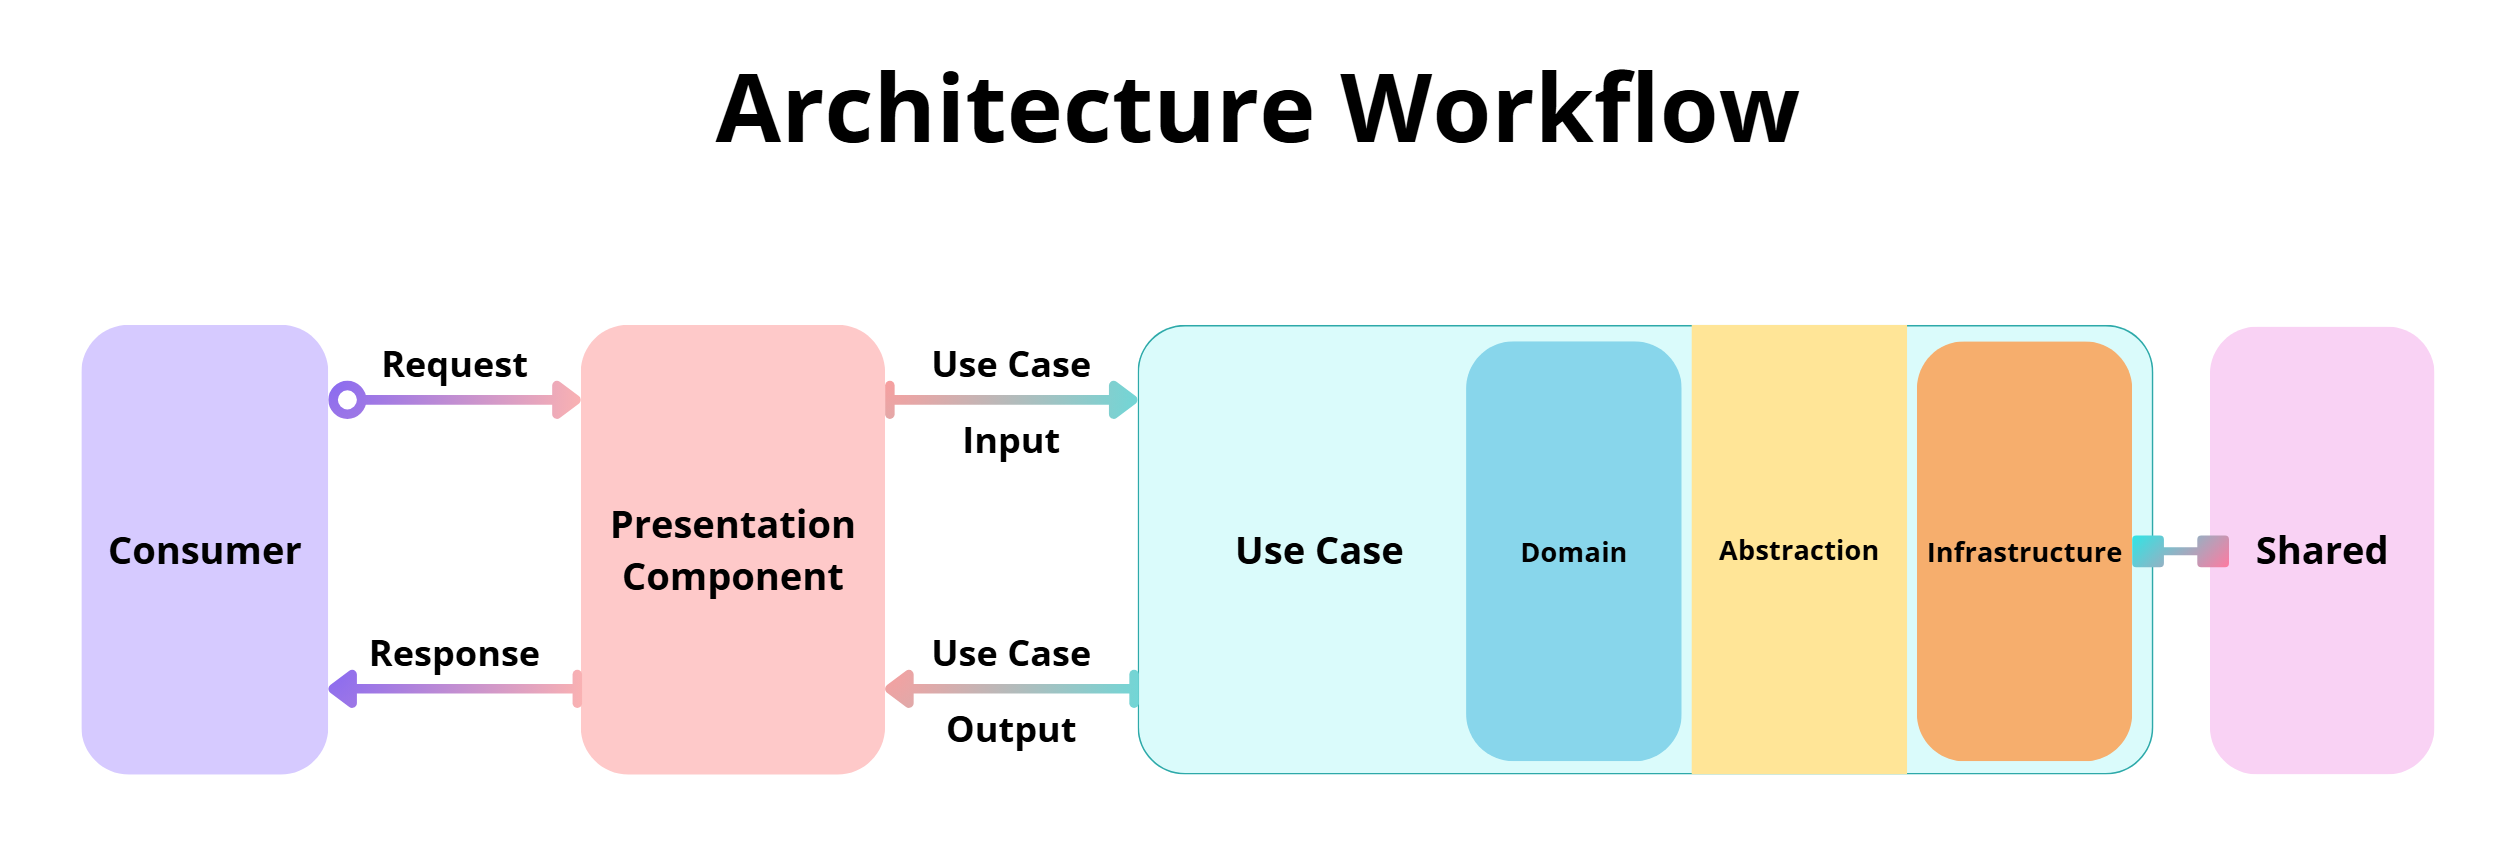 Architecture Workflow
Request
Use Case
Input
Consumer
Presentation
Component
Use Case
Domain
Abstraction
Infrastructure
Shared
Response
Use Case
Output